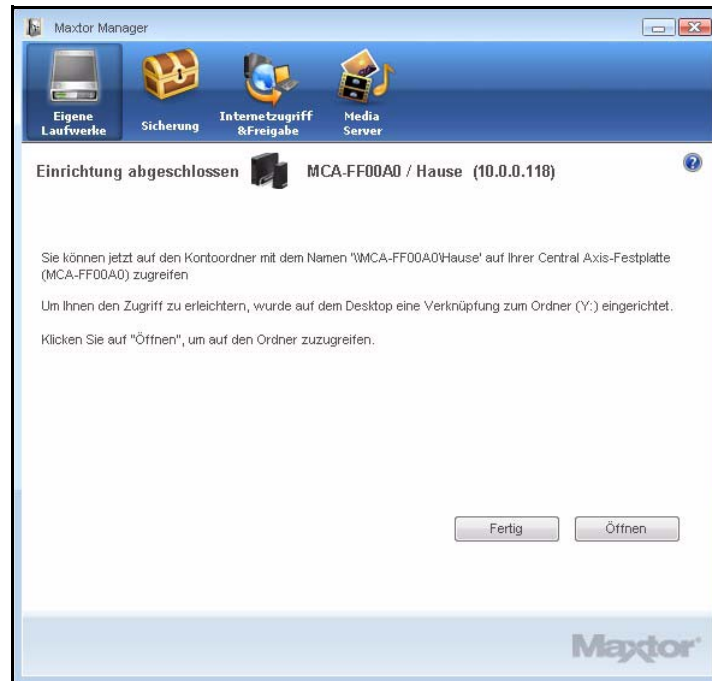 Maxtor Manager
Eigene
Laufwerke
Sicherung
Internetzugriff
&Freigabe
Media
Server
Einrichtung abgeschlossen MCA-FF00A0 / Hause (10.0.0.118)
Sie können jetzt auf den Kontoordner mit dem Namen '\\MCA-FF00A0\Hause' auf Ihrer Central Axis-Festplatte
(MCA-FF00A0) zugreifen
Um Ihnen den Zugriff zu erleichtern, wurde auf dem Desktop eine Verknüpfung zum Ordner (Y:) eingerichtet.
Klicken Sie auf "Öffnen", um auf den Ordner zuzugreifen.
Fertig Öffnen
Maxtor